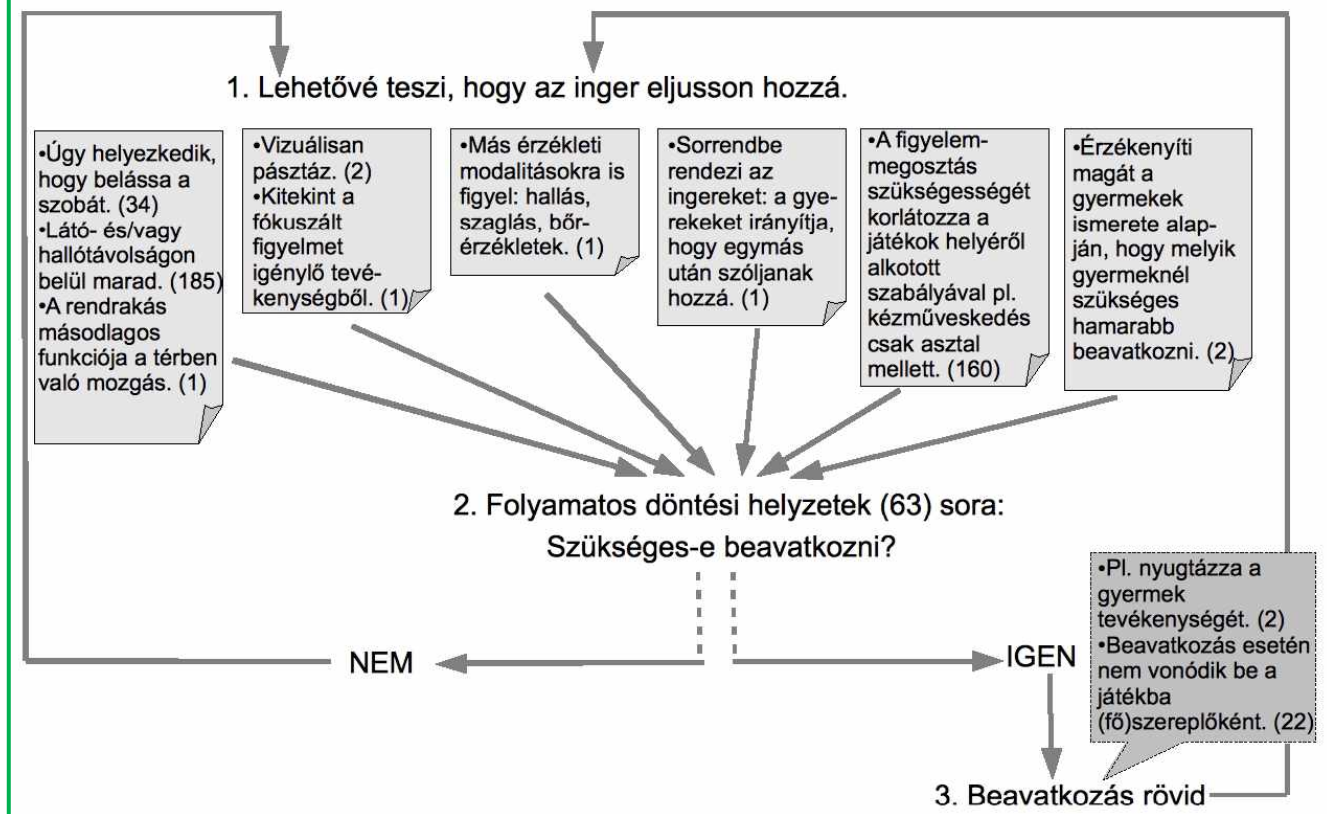 1. Lehetővé teszi, hogy az inger eljusson hozzá.
•Úgy helyezkedik,
hogy belássa a
szobát. (34)
•Látó- és/vagy
hallótávolságon
belül marad. (185)
•A rendrakás
másodlagos
funkciója a térben
való mozgás. (1)
•Vizuálisan
pásztáz. (2)
•Kitekint a
fókuszált
figyelmet
igénylő tevé-
kenységből. (1)
•Más érzékleti
modalitásokra is
figyel: hallás,
szaglás, bőr-
érzékletek. (1)
•Sorrendbe
rendezi az
ingereket: a gye-
rekeket irányítja,
hogy egymás
után szóljanak
hozzá. (1)
•A figyelem-
megosztás
szükségességét
korlátozza a
játékok helyéről
alkotott
szabályával pl.
kézműveskedés
csak asztal
mellett. (160)
•Érzékenyíti
magát a
gyermekek
ismerete alap-
ján, hogy melyik
gyermeknél
szükséges
hamarabb
beavatkozni. (2)
2. Folyamatos döntési helyzetek (63) sora:
Szükséges-e beavatkozni?
NEM
IGEN
•Pl. nyugtázza a
gyermek
tevékenységét. (2)
•Beavatkozás esetén
nem vonódik be a
játékba
(fő)szereplőként. (22)
3. Beavatkozás rövid